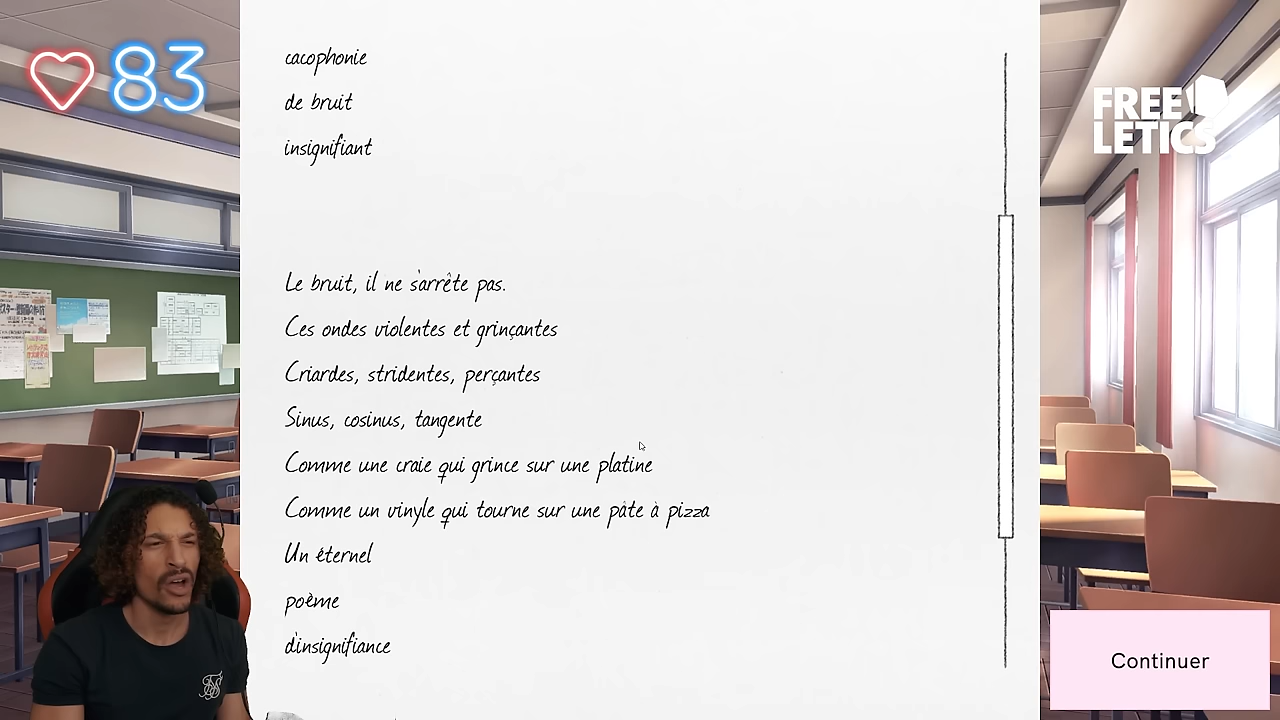 83
FREE
LETICS
cacophonie
de bruit
insignifiant
Le bruit, il ne s'arrête pas.
Ces ondes violentes et grinçantes
Criardes, stridentes, perçantes
Sinus, cosinus, tangente
Comme une craie qui grince sur une platine
Comme un vinyle qui tourne sur une pâte à pizza
Un éternel
poème
d'insignifiance
Continuer